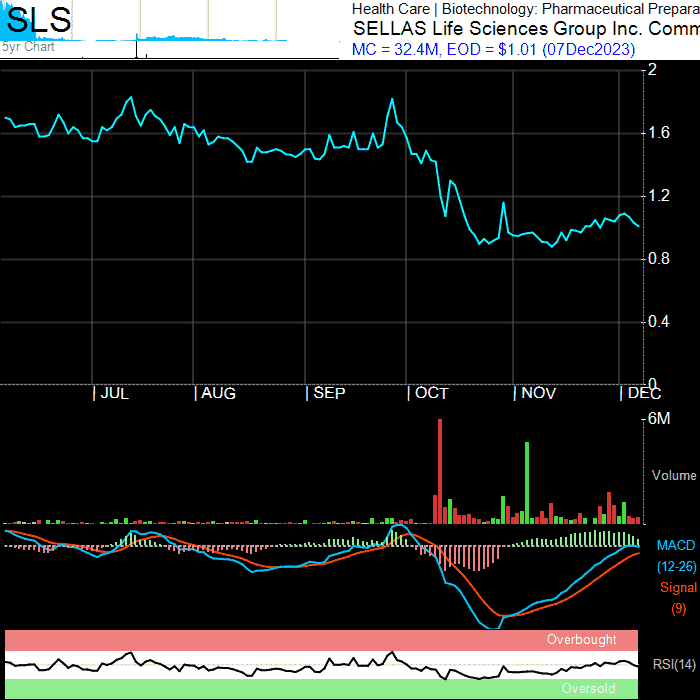 SLS
5yr Chart
Health Care | Biotechnology: Pharmaceutical Prepara
SELLAS Life Sciences Group Inc. Comm
MC = 32.4M, EOD = $1.01 (07Dec2023)
2
1.6
1.2
0.8
0.4
0
JUL AUG SEP OCT NOV DEC
6M
Volume
MACD
(12-26)
Signal
(9)
Overbought
RSI(14)
Oversold